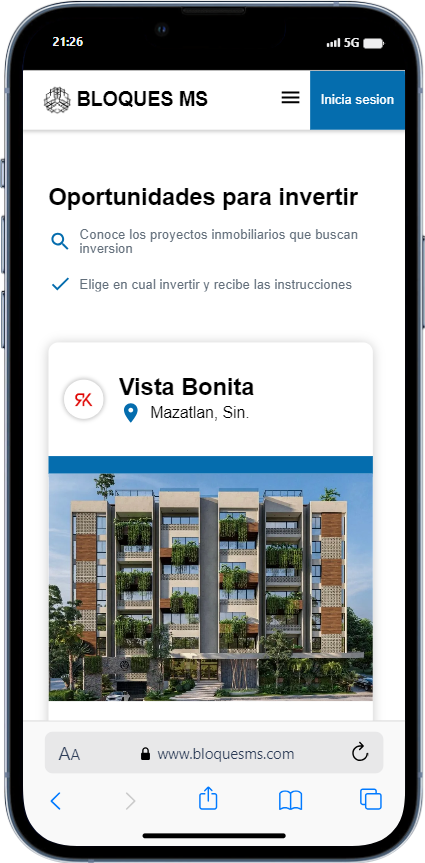 21:26
5G
BLOQUES MS
Inicia sesion
Oportunidades para invertir
Conoce los proyectos inmobiliarios que buscan
inversion
Elige en cual invertir y recibe las instrucciones
ЯK
Vista Bonita
Mazatlan, Sin.
AA
www.bloquesms.com